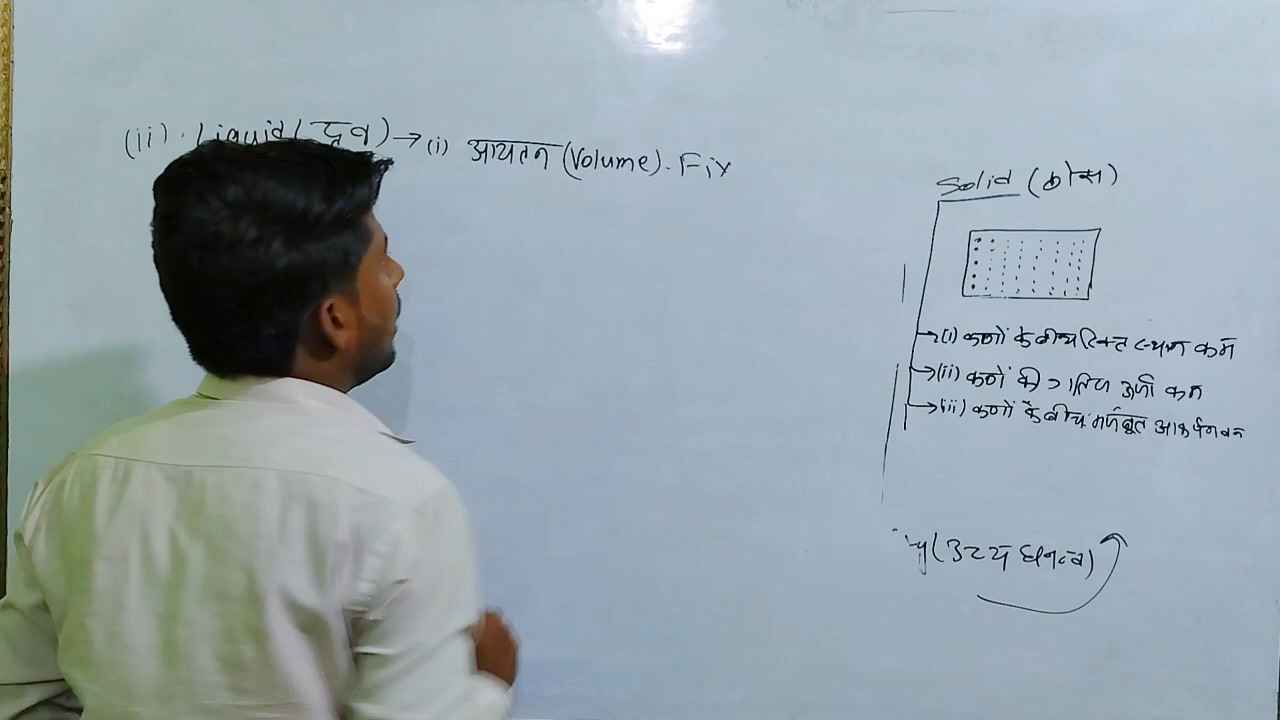 (ii). Liquid (द्रव) → (i) आयतन (Volume). Fix
Solid (ठोस)
→(i) कणों के बीच रिक्त स्थान कम
→(ii) कणों की गतिज ऊर्जा कम
→(iii) कणों के बीच मजबूत आकर्षण बल
y (उच्च घनत्व)